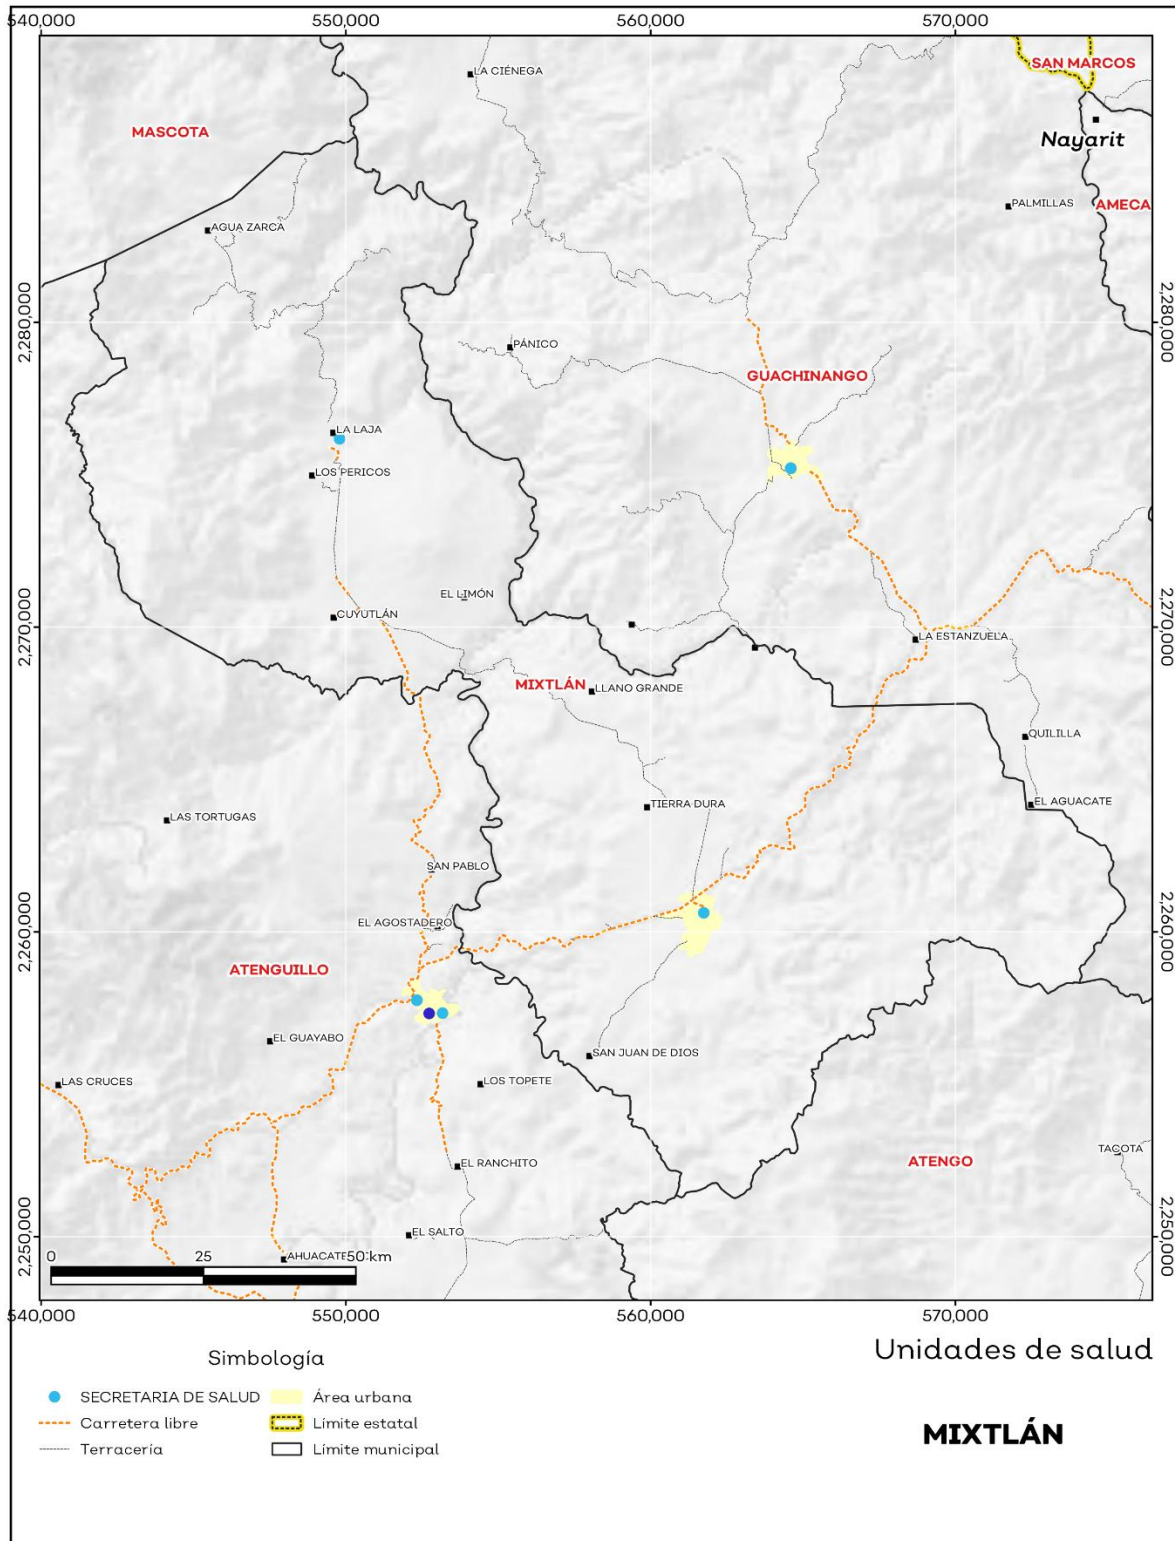 540,000 550,000 560,000 570,000
LA CIÉNEGA
SAN MARCOS
MASCOTA
Nayarit
PALMILLAS
AMECA
AGUA ZARCA
2,280,000
2,280,000
PÁNICO
GUACHINANGO
LA LAJA
LOS PERICOS
EL LIMÓN
CUYUTLÁN
2,270,000
2,270,000
LA ESTANZUELA
MIXTLÁN
LLANO GRANDE
QUILILLA
EL AGUACATE
TIERRA DURA
LAS TORTUGAS
SAN PABLO
EL AGOSTADERO
2,260,000
2,260,000
ATENGUILLO
EL GUAYABO
SAN JUAN DE DIOS
LAS CRUCES
LOS TOPETE
TACOTA
ATENGO
EL RANCHITO
EL SALTO
2,250,000
2,250,000
AHUACATE
0 25 50 km
540,000 550,000 560,000 570,000
Unidades de salud
Simbología
SECRETARIA DE SALUD
Área urbana
Carretera libre
Límite estatal
Terracería
Límite municipal
MIXTLÁN